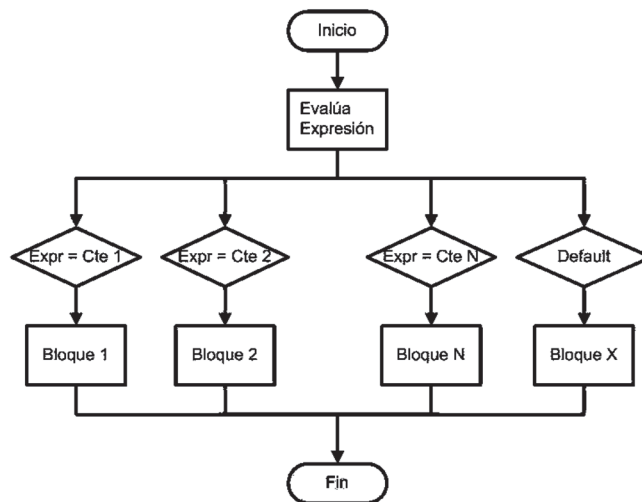 Inicio
Evalúa
Expresión
Expr = Cte 1
Expr = Cte 2
Expr = Cte N
Default
Bloque 1
Bloque 2
Bloque N
Bloque X
Fin